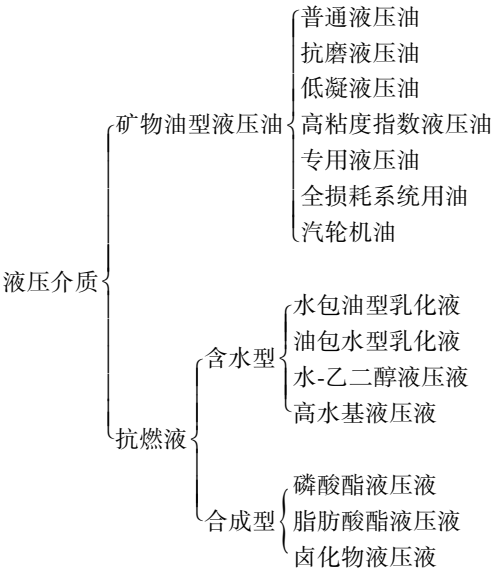 普通液压油
抗磨液压油
低凝液压油
矿物油型液压油
高粘度指数液压油
专用液压油
全损耗系统用油
汽轮机油
液压介质
水包油型乳化液
油包水型乳化液
含水型
水-乙二醇液压液
高水基液压液
抗燃液
磷酸酯液压液
合成型
脂肪酸酯液压液
卤化物液压液